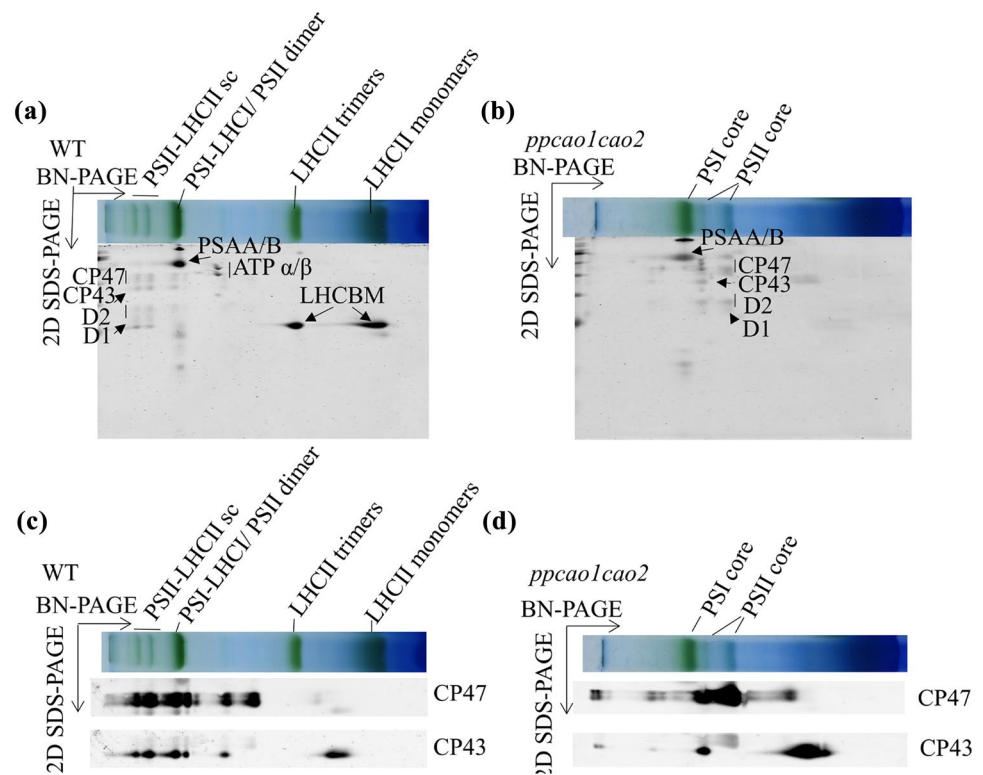 (a)
WT
BN-PAGE
2D SDS-PAGE
PSII-LHCII sc
PSI-LHCI/ PSII dimer
LHCII trimers
LHCII monomers
PSAA/B
ATP α/β
CP47
CP43
LHCBM
D2
D1
(b)
ppcao1cao2
BN-PAGE
2D SDS-PAGE
PSI core
PSII core
PSAA/B
CP47
CP43
D2
D1
(c)
WT
BN-PAGE
2D SDS-PAGE
PSII-LHCII sc
PSI-LHCI/ PSII dimer
LHCII trimers
LHCII monomers
CP47
CP43
(d)
ppcao1cao2
BN-PAGE
2D SDS-PAGE
PSI core
PSII core
CP47
CP43